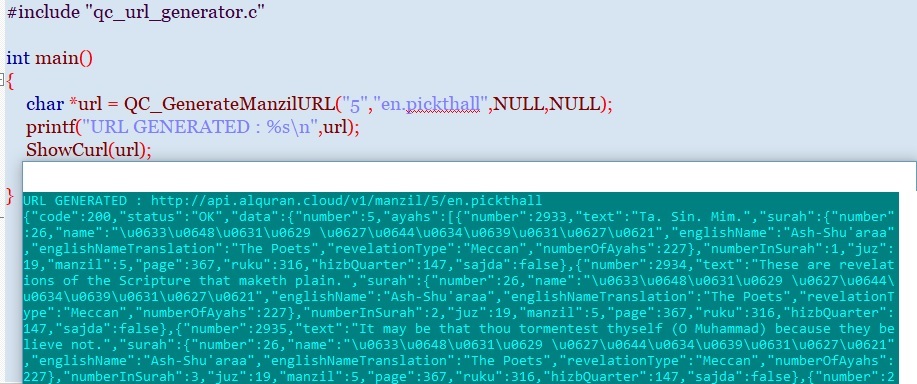 #include "qc_url_generator.c"
int main()
{
char *url = QC_GenerateManzilURL("5","en.pickthall",NULL,NULL);
printf("URL GENERATED : %s\n",url);
ShowCurl(url);
}
URL GENERATED : http://api.alquran.cloud/v1/manzil/5/en.pickthall
{"code":200,"status":"OK","data":{"number":5,"ayahs":[{"number":2933,"text":"Ta. Sin. Mim.","surah":{"number"
:26,"name":"\u0633\u0648\u0631\u0629 \u0627\u0644\u0634\u0639\u0631\u0627\u0621","englishName":"Ash-Shu'araa"
,"englishNameTranslation":"The Poets","revelationType":"Meccan","numberOfAyahs":227},"numberInSurah":1,"juz":
19,"manzil":5,"page":367,"ruku":316,"hizbQuarter":147,"sajda":false},{"number":2934,"text":"These are revelat
ions of the Scripture that maketh plain.","surah":{"number":26,"name":"\u0633\u0648\u0631\u0629 \u0627\u0644\
u0634\u0639\u0631\u0627\u0621","englishName":"Ash-Shu'araa","englishNameTranslation":"The Poets","revelationT
ype":"Meccan","numberOfAyahs":227},"numberInSurah":2,"juz":19,"manzil":5,"page":367,"ruku":316,"hizbQuarter":
147,"sajda":false},{"number":2935,"text":"It may be that thou tormentest thyself (O Muhammad) because they be
lieve not.","surah":{"number":26,"name":"\u0633\u0648\u0631\u0629 \u0627\u0644\u0634\u0639\u0631\u0627\u0621"
,"englishName":"Ash-Shu'araa","englishNameTranslation":"The Poets","revelationType":"Meccan","numberOfAyahs":
227},"numberInSurah":3,"juz":19,"manzil":5,"page":367,"ruku":316,"hizbQuarter":147,"sajda":false},{"number":2